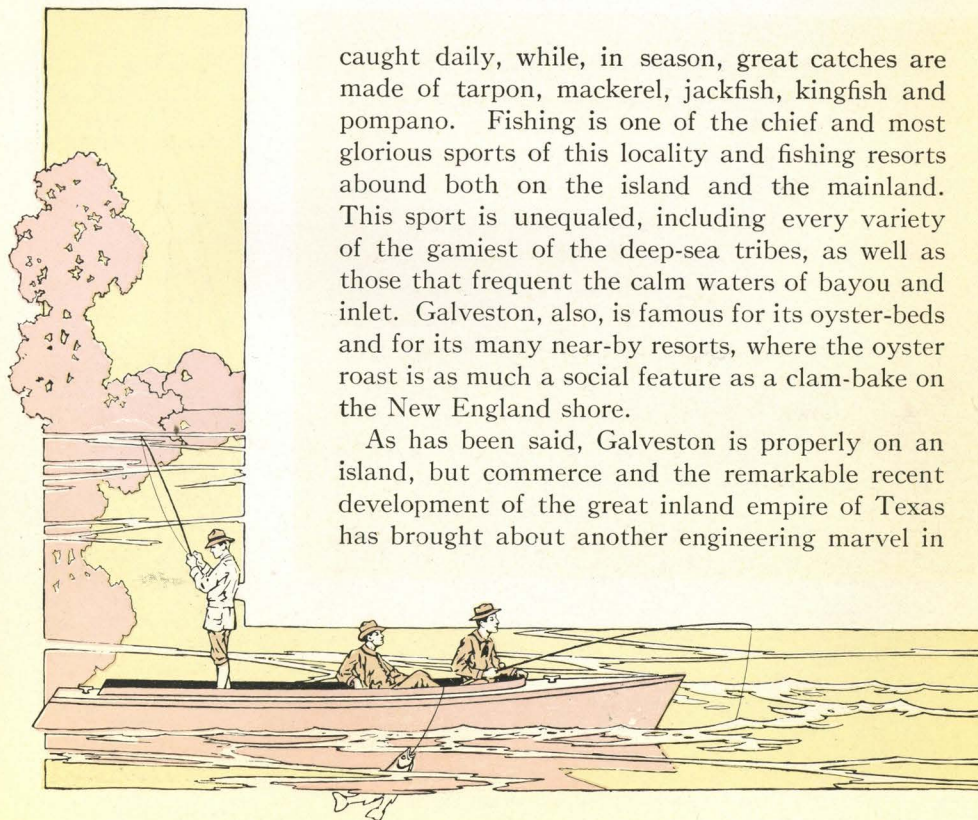 caught daily, while, in season, great catches are
made of tarpon, mackerel, jackfish, kingfish and
pompano. Fishing is one of the chief and most
glorious sports of this locality and fishing resorts
abound both on the island and the mainland.
This sport is unequaled, including every variety
of the gamiest of the deep-sea tribes, as well as
those that frequent the calm waters of bayou and
inlet. Galveston, also, is famous for its oyster-beds
and for its many near-by resorts, where the oyster
roast is as much a social feature as a clam-bake on
the New England shore.
As has been said, Galveston is properly on an
island, but commerce and the remarkable recent
development of the great inland empire of Texas
has brought about another engineering marvel in